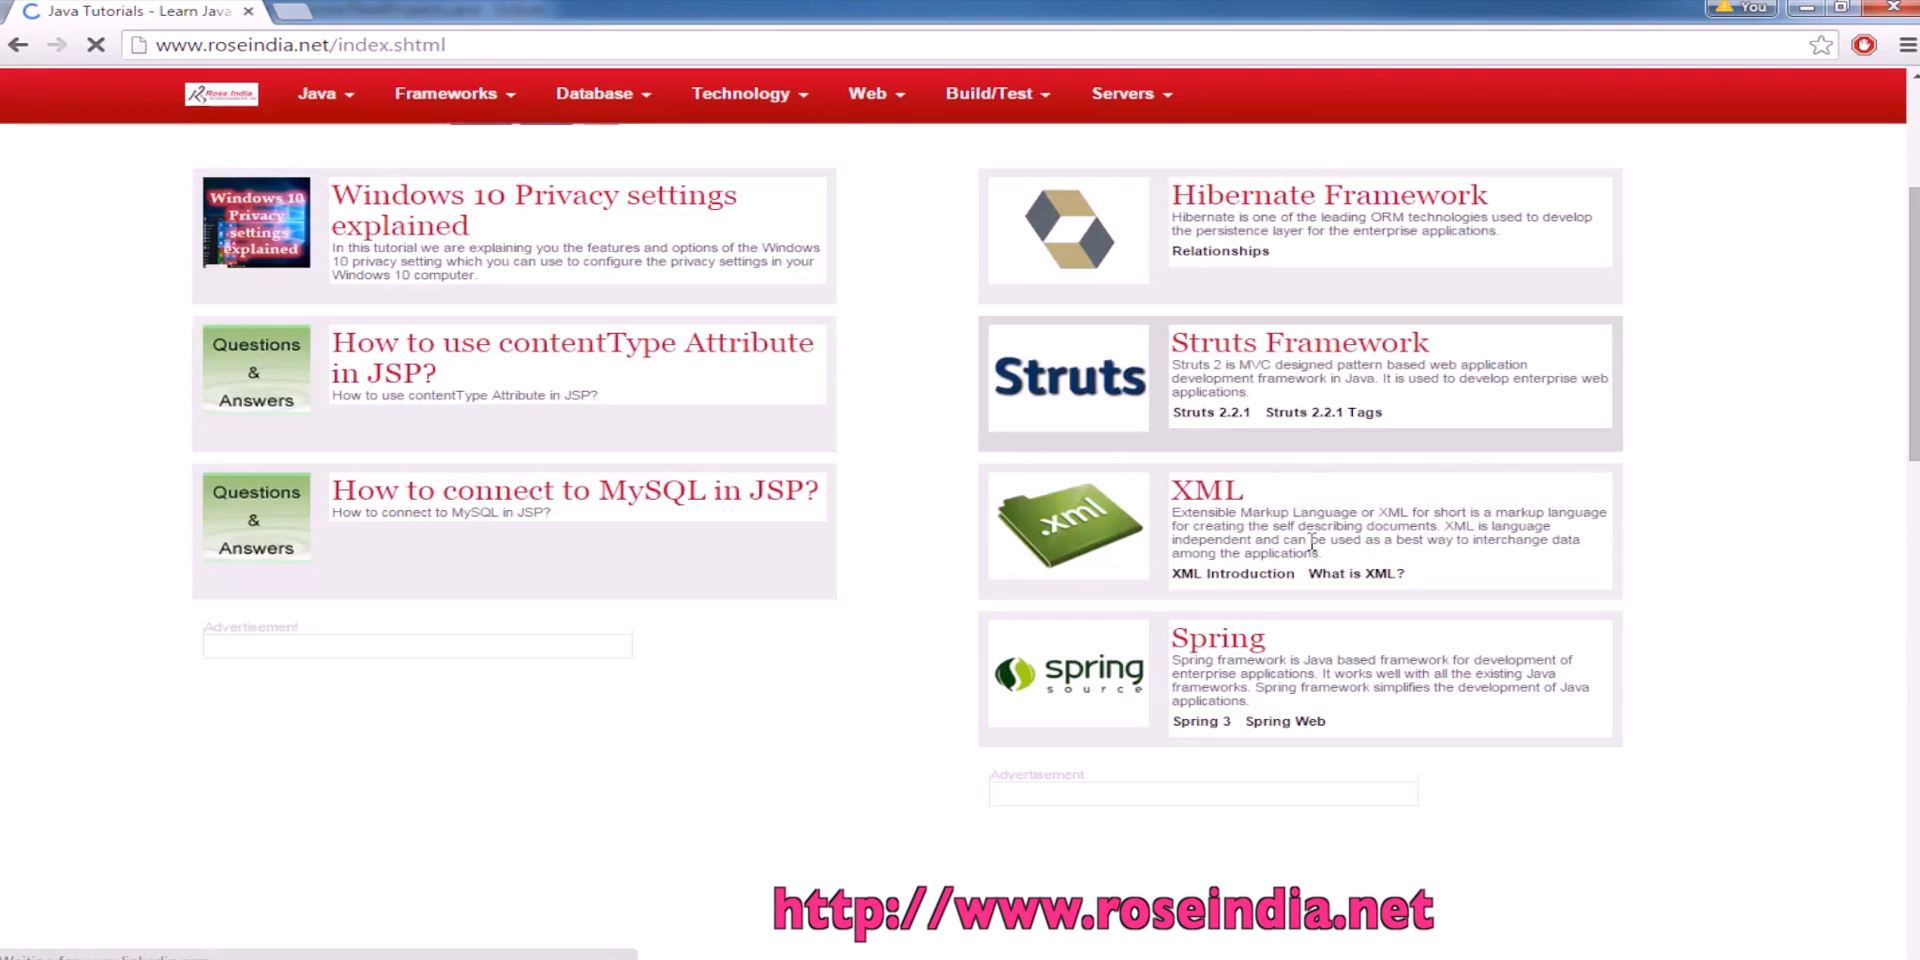 Java Tutorials - Learn Java
You
www.roseindia.net/index.shtml
Rose India
Java
Frameworks
Database
Technology
Web
Build/Test
Servers
Windows 10
Privacy
settings
explained
Windows 10 Privacy settings
explained
In this tutorial we are explaining you the features and options of the Windows
10 privacy setting which you can use to configure the privacy settings in your
Windows 10 computer.
Questions
&
Answers
How to use contentType Attribute
in JSP?
How to use contentType Attribute in JSP?
Questions
&
Answers
How to connect to MySQL in JSP?
How to connect to MySQL in JSP?
Advertisement
Hibernate Framework
Hibernate is one of the leading ORM technologies used to develop
the persistence layer for the enterprise applications.
Relationships
Struts
Struts Framework
Struts 2 is MVC designed pattern based web application
development framework in Java. It is used to develop enterprise web
applications.
Struts 2.2.1 Struts 2.2.1 Tags
.xml
XML
Extensible Markup Language or XML for short is a markup language
for creating the self describing documents. XML is language
independent and can be used as a best way to interchange data
among the applications.
XML Introduction What is XML?
spring
source
Spring
Spring framework is Java based framework for development of
enterprise applications. It works well with all the existing Java
frameworks. Spring framework simplifies the development of Java
applications.
Spring 3 Spring Web
Advertisement
http://www.roseindia.net